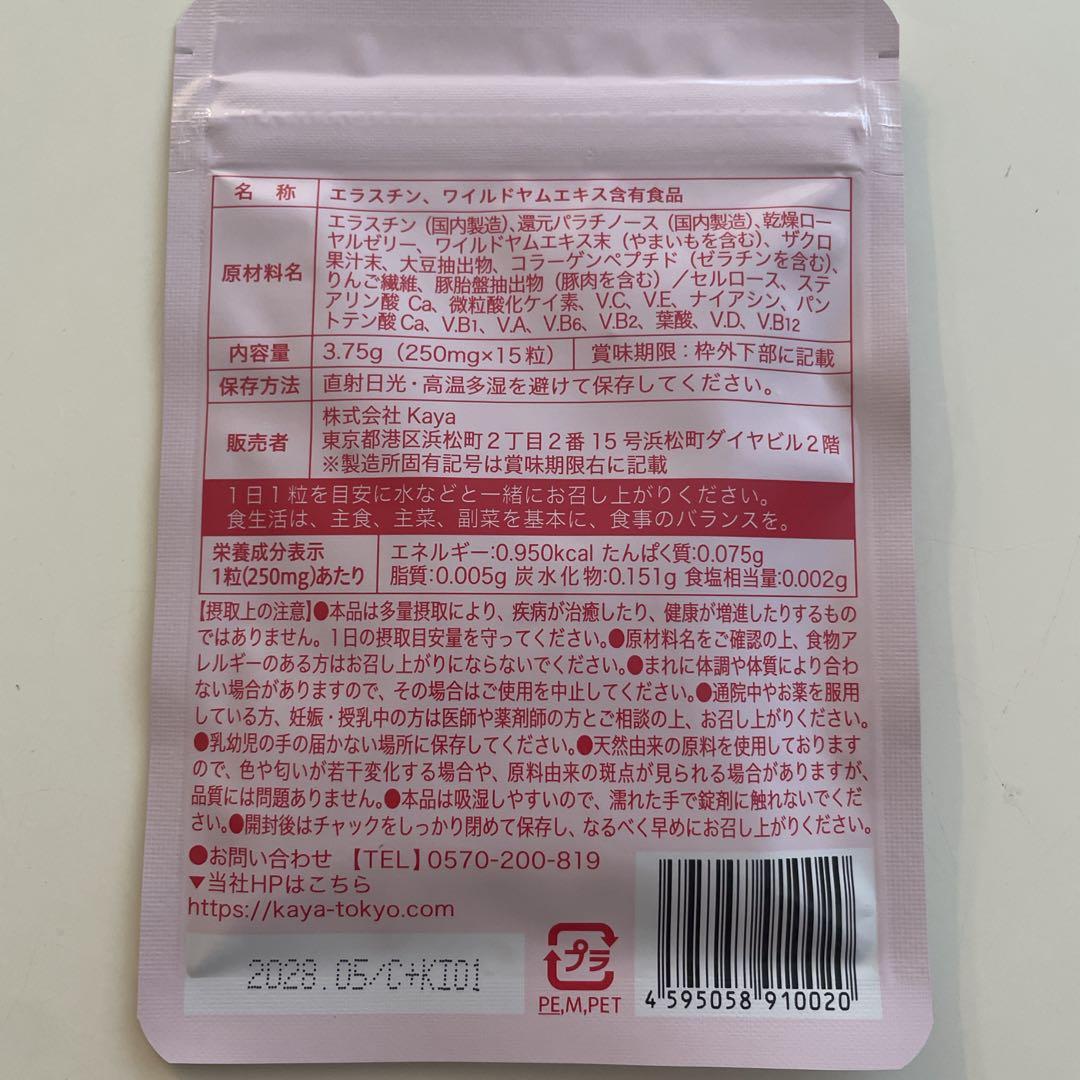 名称 エラスチン、ワイルドヤムエキス含有食品
原材料名
エラスチン（国内製造）、還元パラチノース（国内製造）、乾燥ロー
ヤルゼリー、ワイルドヤムエキス末（やまいもを含む）、ザクロ
果汁末、大豆抽出物、コラーゲンペプチド（ゼラチンを含む）、
りんご繊維、豚胎盤抽出物（豚肉を含む）／セルロース、ステ
アリン酸 Ca、微粒酸化ケイ素、V.C、V.E、ナイアシン、パン
トテン酸 Ca、V.B1、V.A、V.B6、V.B2、葉酸、V.D、V.B12
内容量 3.75g（250mg×15粒） 賞味期限：枠外下部に記載
保存方法 直射日光・高温多湿を避けて保存してください。
販売者
株式会社 Kaya
東京都港区浜松町２丁目２番 15 号浜松町ダイヤビル２階
※製造所固有記号は賞味期限右に記載
１日１粒を目安に水などと一緒にお召し上がりください。
食生活は、主食、主菜、副菜を基本に、食事のバランスを。
栄養成分表示
1粒(250mg)あたり
エネルギー:0.950kcal たんぱく質:0.075g
脂質:0.005g 炭水化物:0.151g 食塩相当量:0.002g
【摂取上の注意】●本品は多量摂取により、疾病が治癒したり、健康が増進したりするもの
ではありません。1日の摂取目安量を守ってください。●原材料名をご確認の上、食物ア
レルギーのある方はお召し上がりにならないでください。●まれに体調や体質により合わ
ない場合がありますので、その場合はご使用を中止してください。●通院中やお薬を服用
している方、妊娠・授乳中の方は医師や薬剤師の方とご相談の上、お召し上がりください。
●乳幼児の手の届かない場所に保存してください。●天然由来の原料を使用しております
ので、色や匂いが若干変化する場合や、原料由来の斑点が見られる場合がありますが、
品質には問題ありません。●本品は吸湿しやすいので、濡れた手で錠剤に触れないでくだ
さい。●開封後はチャックをしっかり閉めて保存し、なるべく早めにお召し上がりください。
●お問い合わせ 【TEL】0570-200-819
▼当社HPはこちら
https://kaya-tokyo.com
2028.05/C+KI01
プラ
PE,M,PET
4 595058 910020